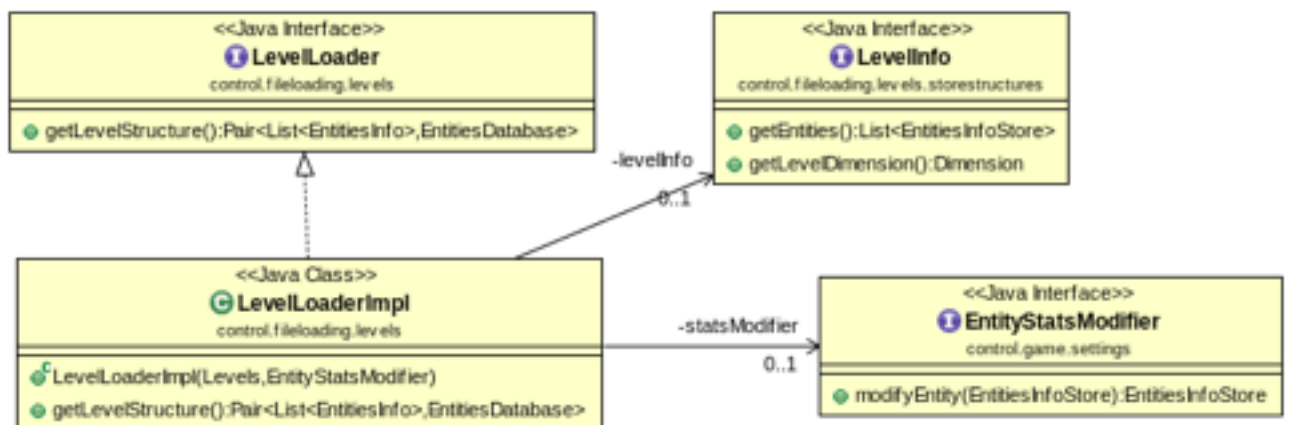 <<Java Interface>>
LevelLoader
control.fileloading.levels
getLevelStructure():Pair<List<EntitiesInfo>,EntitiesDatabase>
<<Java Interface>>
LevelInfo
control.fileloading.levels.storestructures
getEntities():List<EntitiesInfoStore>
getLevelDimension():Dimension
-levelInfo
0..1
<<Java Class>>
LevelLoaderImpl
control.fileloading.levels
LevelLoaderImpl(Levels,EntityStatsModifier)
getLevelStructure():Pair<List<EntitiesInfo>,EntitiesDatabase>
-statsModifier
0..1
<<Java Interface>>
EntityStatsModifier
control.game.settings
modifyEntity(EntitiesInfoStore):EntitiesInfoStore